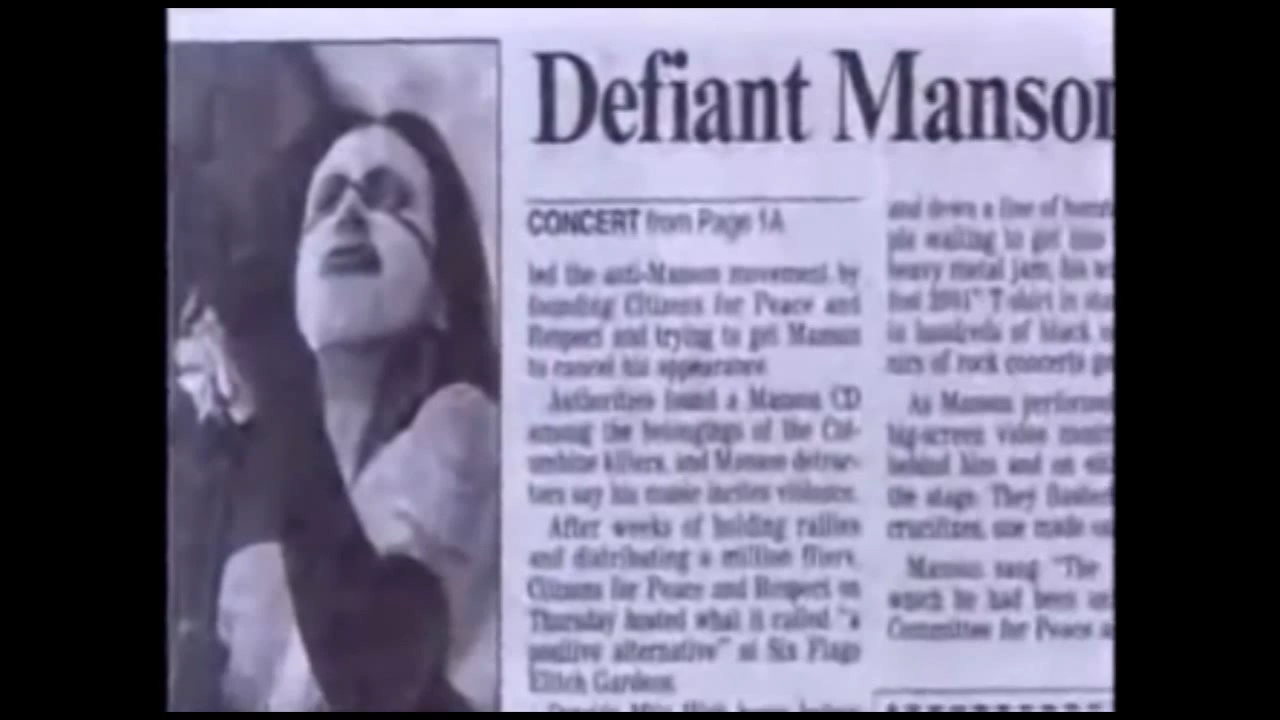 Defiant Manson
CONCERT from Page 1A
led the anti-Manson movement by
founding Citizens for Peace and
Respect and trying to get Manson
to cancel his appearance.
Authorities found a Manson CD
among the belongings of the Col-
umbine killers, and Manson detrac-
tors say his music incites violence.
After weeks of holding rallies
and distributing a million fliers,
Citizens for Peace and Respect on
Thursday hosted what it called "a
positive alternative" at Six Flags
Elitch Gardens.
and down a line of
ple waiting to get into
heavy metal jam, his
fest 2001" T-shirt in
in hundreds of black
of rock concerts
As Manson performed
big-screen video
behind him and on
the stage. They flashed
crucifixes, one made
Manson sang "The
which he had been
Committee for Peace